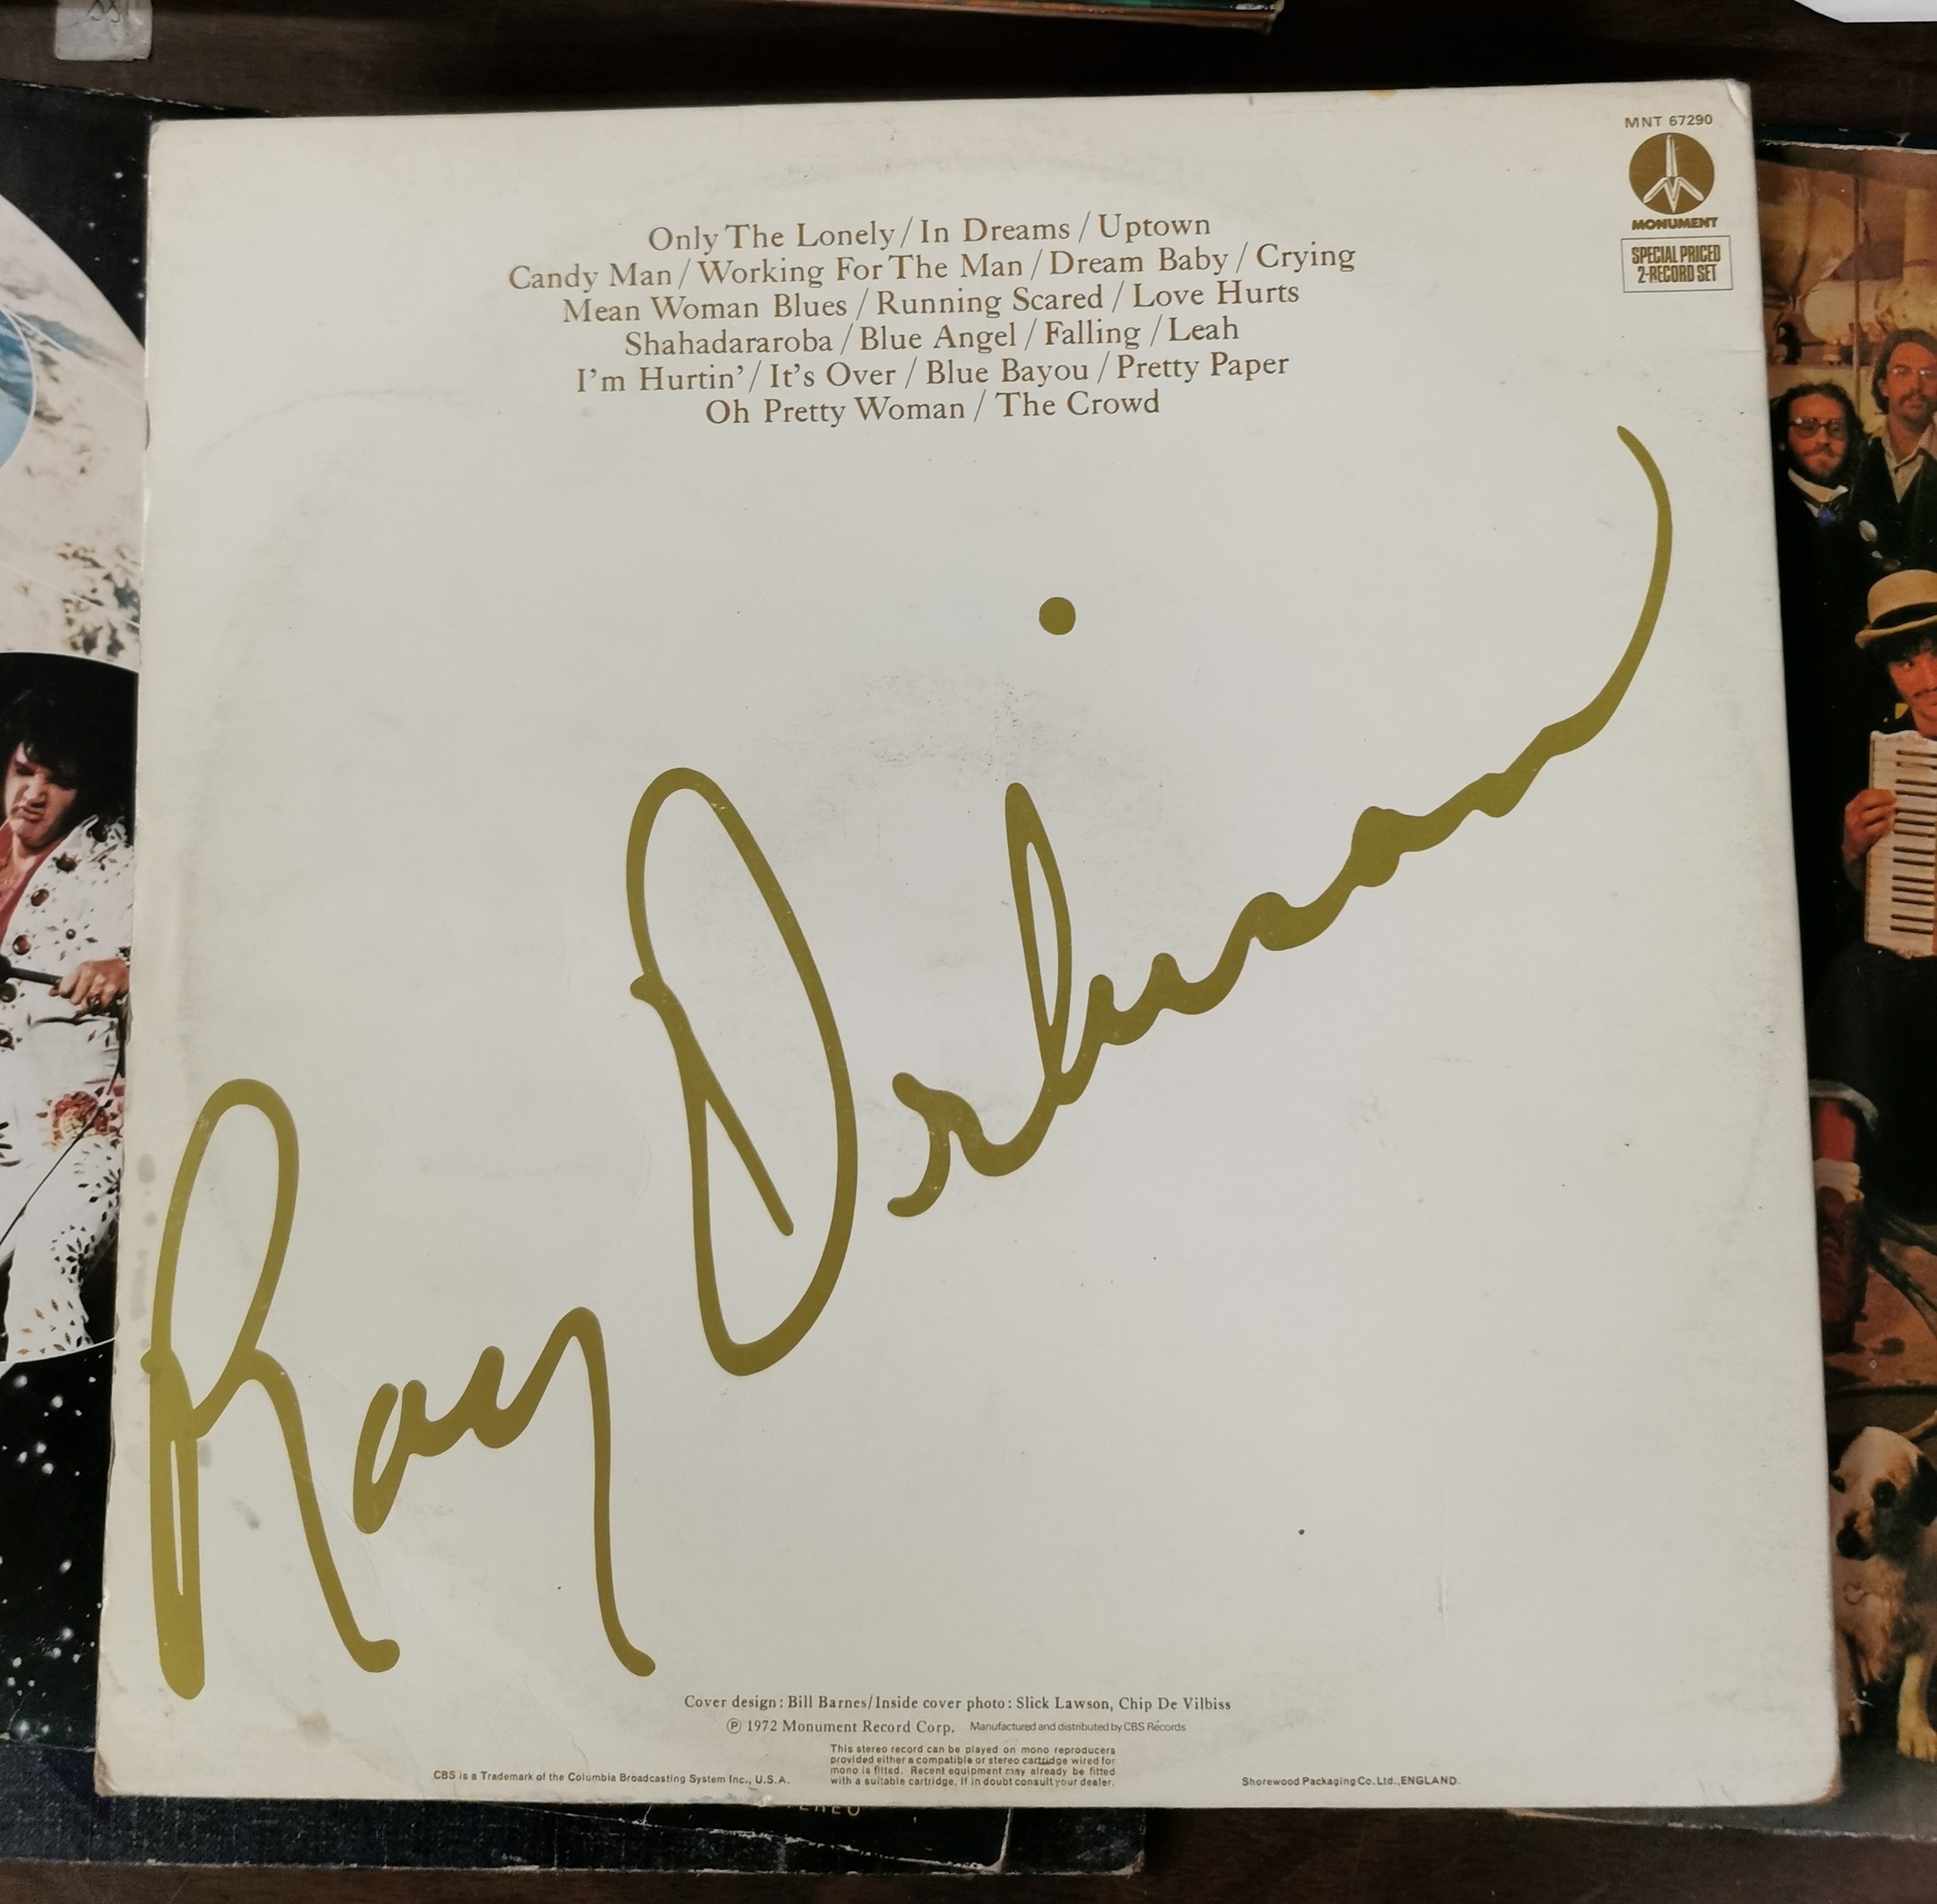 MNT 67290
MONUMENT
SPECIAL PRICED
2-RECORD SET
Only The Lonely / In Dreams / Uptown
Candy Man / Working For The Man / Dream Baby / Crying
Mean Woman Blues / Running Scared / Love Hurts
Shahadararoba / Blue Angel / Falling / Leah
I'm Hurtin' / It's Over / Blue Bayou / Pretty Paper
Oh Pretty Woman / The Crowd
Roy Orbison
Cover design: Bill Barnes/Inside cover photo: Slick Lawson, Chip De Vilbiss
Ⓟ 1972 Monument Record Corp. Manufactured and distributed by CBS Records
This stereo record can be played on mono reproducers
provided either a compatible or stereo cartridge wired for
mono is fitted. Recent equipment may already be fitted
with a suitable cartridge. If in doubt consult your dealer.
CBS is a Trademark of the Columbia Broadcasting System Inc., U.S.A.
Shorewood Packaging Co. Ltd., ENGLAND.